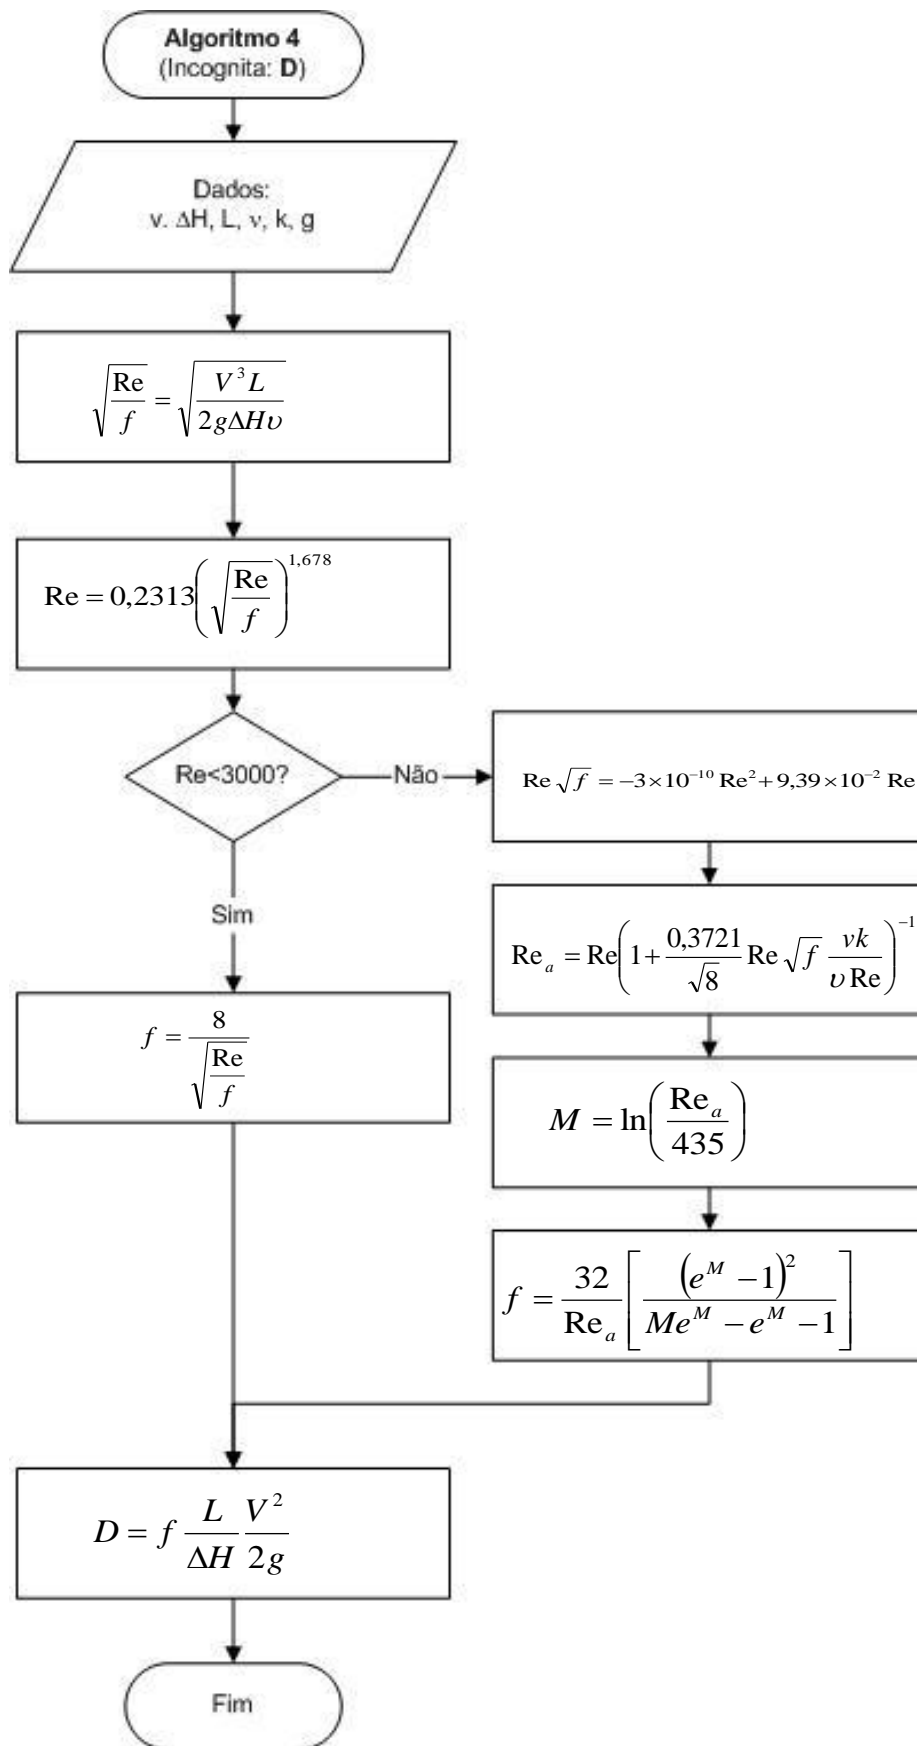 Algoritmo 4
(Incognita: D)
Dados:
v. ΔH, L, ν, k, g
√(Re/f) = √(V³L/(2gΔHυ))
Re = 0,2313(√(Re/f))^1,678
Re<3000?
Não
Re √f = −3×10⁻¹⁰ Re² + 9,39×10⁻² Re
Sim
Re_a = Re(1 + (0,3721/√8) Re √f (vk/(υ Re)))⁻¹
f = 8/√(Re/f)
M = ln(Re_a/435)
f = (32/Re_a)[(e^M − 1)²/(Me^M − e^M − 1)]
D = f (L/ΔH) (V²/2g)
Fim